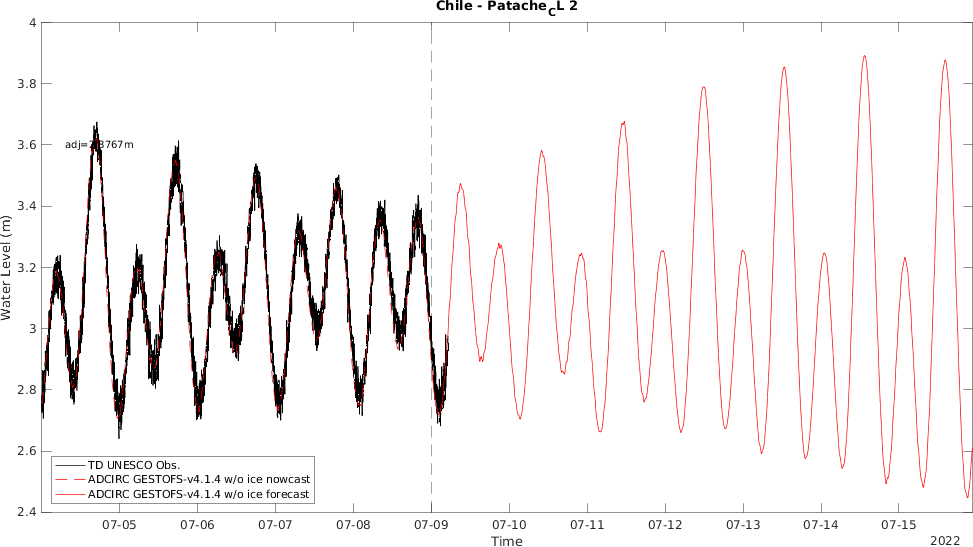 Chile - Patache_CL 2
4
3.8
3.6
3.4
3.2
3
2.8
2.6
2.4
Water Level (m)
TD UNESCO Obs.
ADCIRC GESTOFS-v4.1.4 w/o ice nowcast
ADCIRC GESTOFS-v4.1.4 w/o ice forecast
07-05 07-06 07-07 07-08 07-09 07-10 07-11 07-12 07-13 07-14 07-15
Time
2022